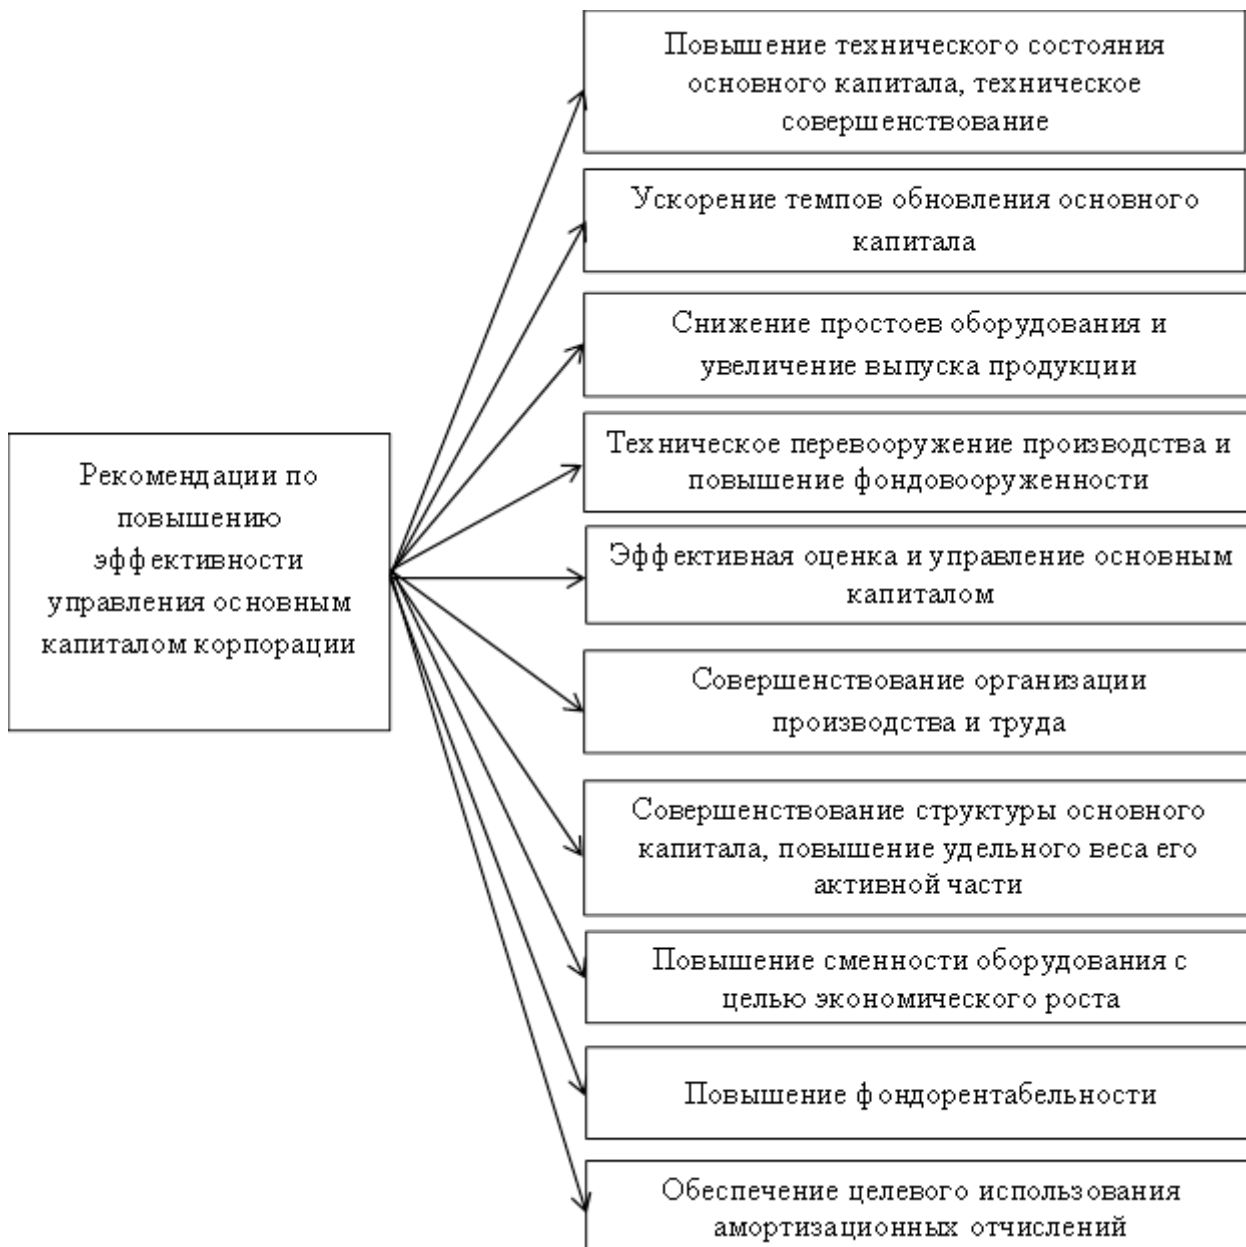 Рекомендации по
повышению
эффективности
управления основным
капиталом корпорации
Повышение технического состояния
основного капитала, техническое
совершенствование
Ускорение темпов обновления основного
капитала
Снижение простоев оборудования и
увеличение выпуска продукции
Техническое перевооружение производства и
повышение фондовооруженности
Эффективная оценка и управление основным
капиталом
Совершенствование организации
производства и труда
Совершенствование структуры основного
капитала, повышение удельного веса его
активной части
Повышение сменности оборудования с
целью экономического роста
Повышение фондорентабельности
Обеспечение целевого использования
амортизационных отчислений